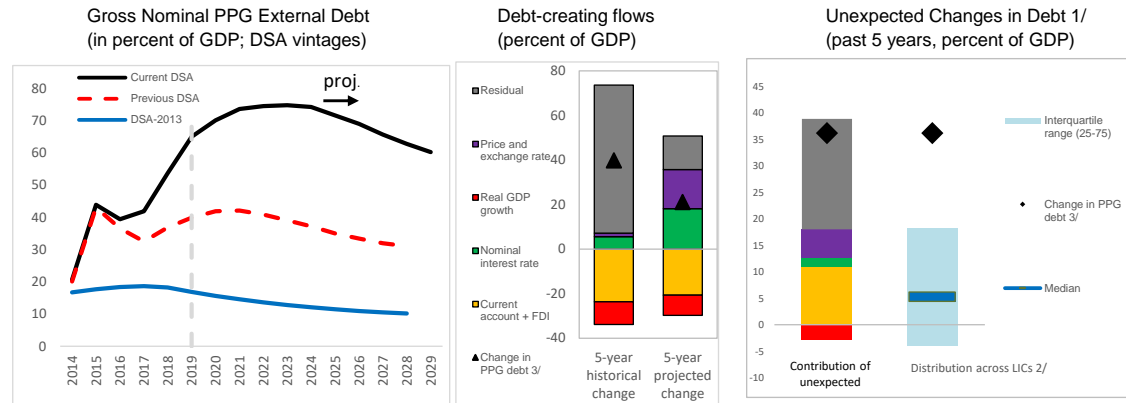 Gross Nominal PPG External Debt
(in percent of GDP; DSA vintages)
Current DSA
Previous DSA
DSA-2013
proj.
80
70
60
50
40
30
20
10
0
2014
2015
2016
2017
2018
2019
2020
2021
2022
2023
2024
2025
2026
2027
2028
2029
Debt-creating flows
(percent of GDP)
Residual
Price and
exchange rate
Real GDP
growth
Nominal
interest rate
Current
account + FDI
Change in
PPG debt 3/
80
60
40
20
0
-20
-40
5-year
historical
change
5-year
projected
change
Unexpected Changes in Debt 1/
(past 5 years, percent of GDP)
45
40
35
30
25
20
15
10
5
0
-5
-10
Interquartile
range (25-75)
Change in PPG
debt 3/
Median
Contribution of
unexpected
Distribution across LICs 2/